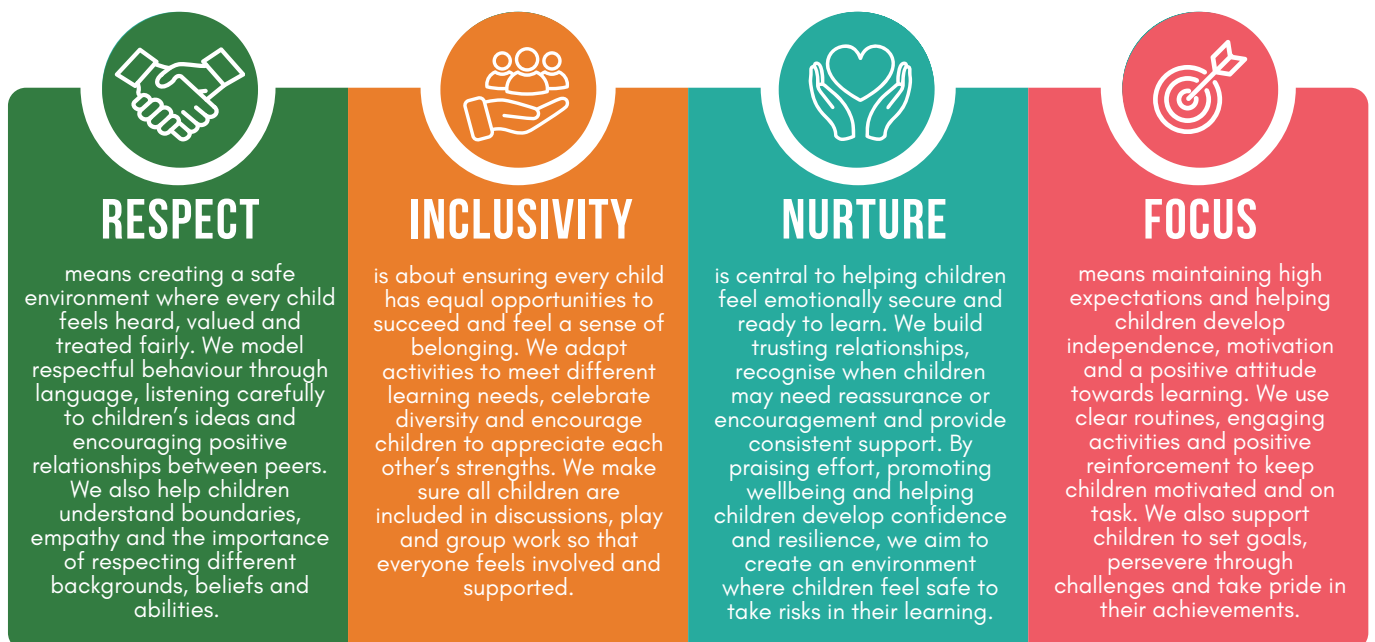 RESPECT
means creating a safe
environment where every child
feels heard, valued and
treated fairly. We model
respectful behaviour through
language, listening carefully
to children's ideas and
encouraging positive
relationships between peers.
We also help children
understand boundaries,
empathy and the importance
of respecting different
backgrounds, beliefs and
abilities.
INCLUSIVITY
is about ensuring every child
has equal opportunities to
succeed and feel a sense of
belonging. We adapt
activities to meet different
learning needs, celebrate
diversity and encourage
children to appreciate each
other's strengths. We make
sure all children are
included in discussions, play
and group work so that
everyone feels involved and
supported.
NURTURE
is central to helping children
feel emotionally secure and
ready to learn. We build
trusting relationships,
recognise when children
may need reassurance or
encouragement and provide
consistent support. By
praising effort, promoting
wellbeing and helping
children develop confidence
and resilience, we aim to
create an environment
where children feel safe to
take risks in their learning.
FOCUS
means maintaining high
expectations and helping
children develop
independence, motivation
and a positive attitude
towards learning. We use
clear routines, engaging
activities and positive
reinforcement to keep
children motivated and on
task. We also support
children to set goals,
persevere through
challenges and take pride in
their achievements.